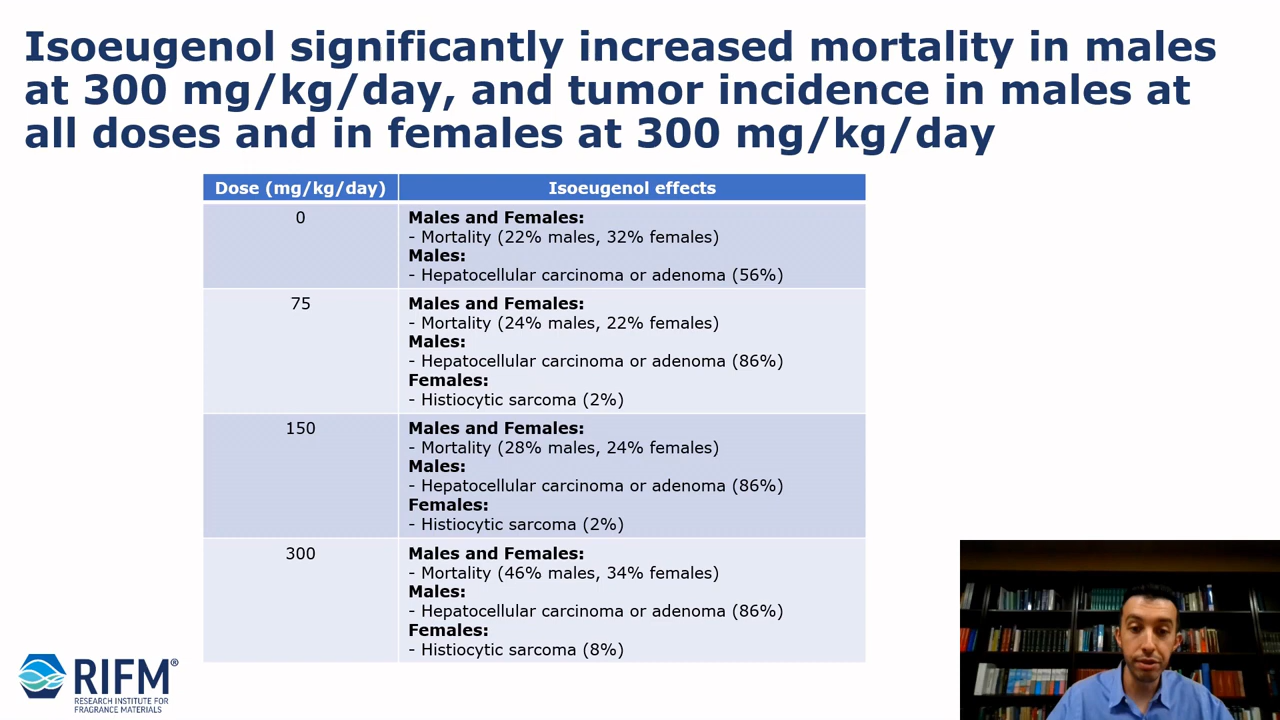 Isoeugenol significantly increased mortality in males
at 300 mg/kg/day, and tumor incidence in males at
all doses and in females at 300 mg/kg/day
Dose (mg/kg/day) Isoeugenol effects
0
Males and Females:
- Mortality (22% males, 32% females)
Males:
- Hepatocellular carcinoma or adenoma (56%)
75
Males and Females:
- Mortality (24% males, 22% females)
Males:
- Hepatocellular carcinoma or adenoma (86%)
Females:
- Histiocytic sarcoma (2%)
150
Males and Females:
- Mortality (28% males, 24% females)
Males:
- Hepatocellular carcinoma or adenoma (86%)
Females:
- Histiocytic sarcoma (2%)
300
Males and Females:
- Mortality (46% males, 34% females)
Males:
- Hepatocellular carcinoma or adenoma (86%)
Females:
- Histiocytic sarcoma (8%)
RIFM®
RESEARCH INSTITUTE FOR
FRAGRANCE MATERIALS